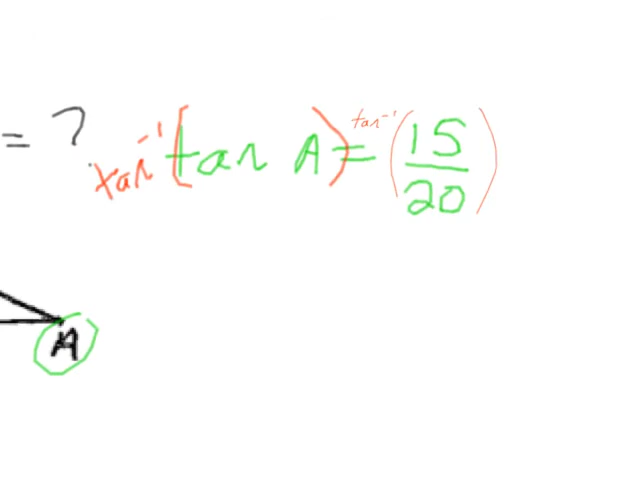 = ?
tan⁻¹(tan A) = tan⁻¹(15/20)
A